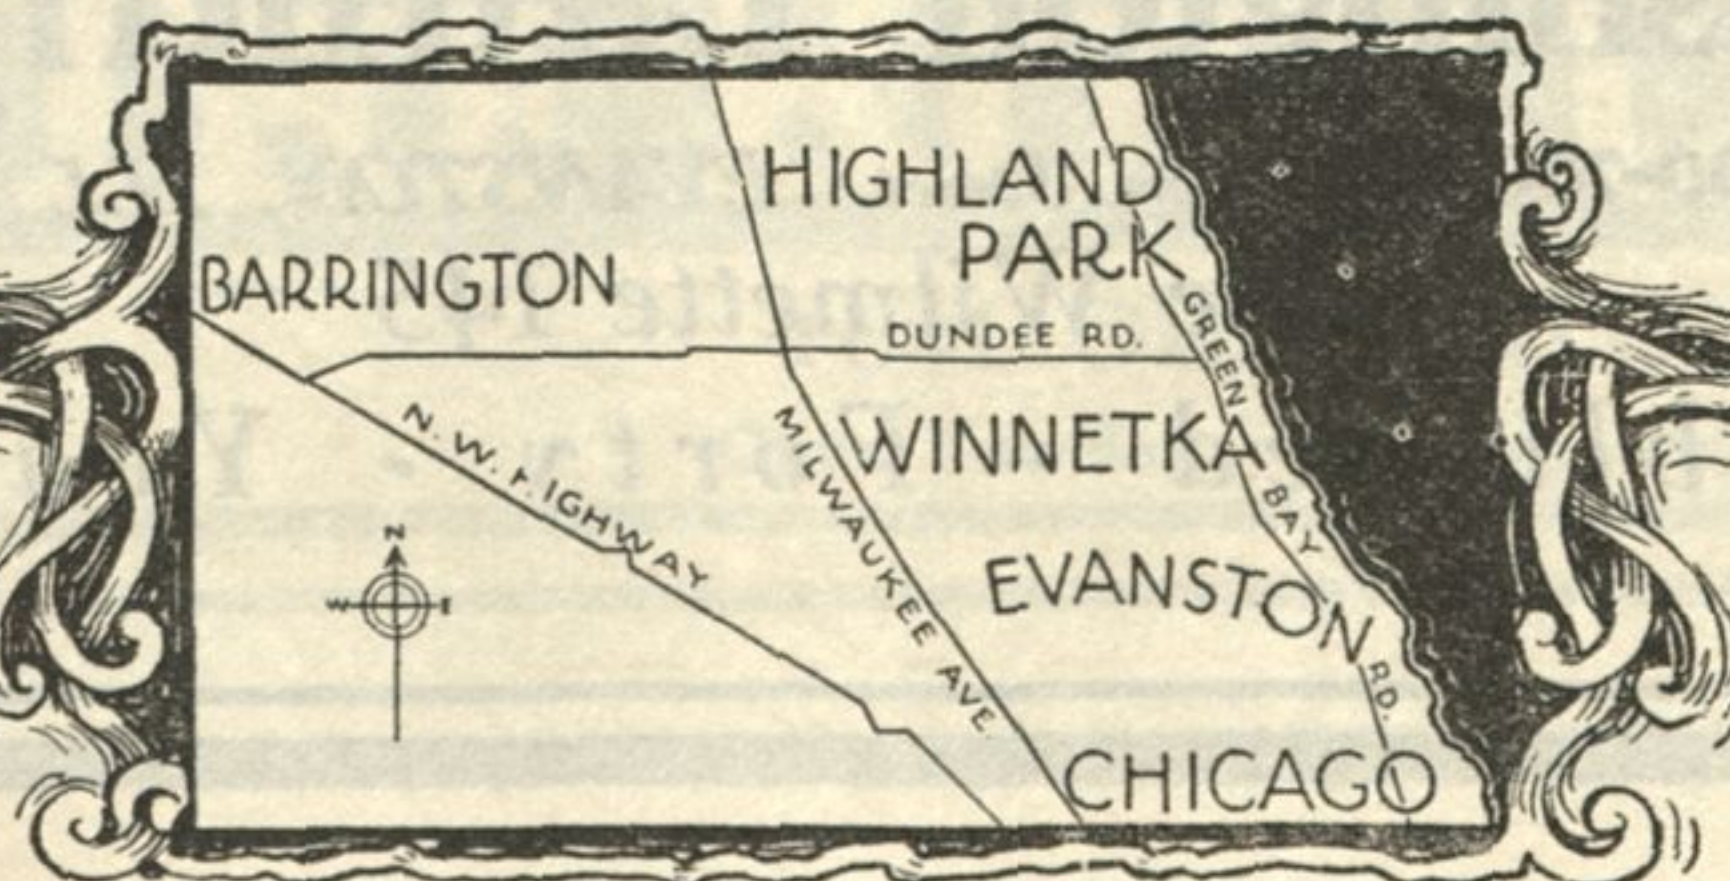 HIGHLAND
PARK
BARRINGTON
GREEN BAY RD.
DUNDEE RD.
N. W. HIGHWAY
MILWAUKEE AVE.
WINNETKA
N
W E
EVANSTON
CHICAGO